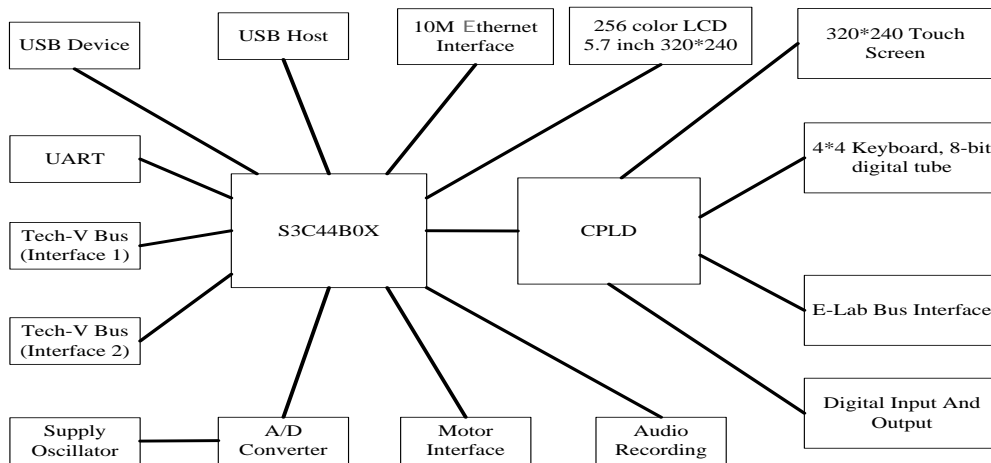 USB Device
USB Host
10M Ethernet
Interface
256 color LCD
5.7 inch 320*240
320*240 Touch
Screen
UART
4*4 Keyboard, 8-bit
digital tube
S3C44B0X
CPLD
Tech-V Bus
(Interface 1)
E-Lab Bus Interface
Tech-V Bus
(Interface 2)
Digital Input And
Output
Supply
Oscillator
A/D
Converter
Motor
Interface
Audio
Recording